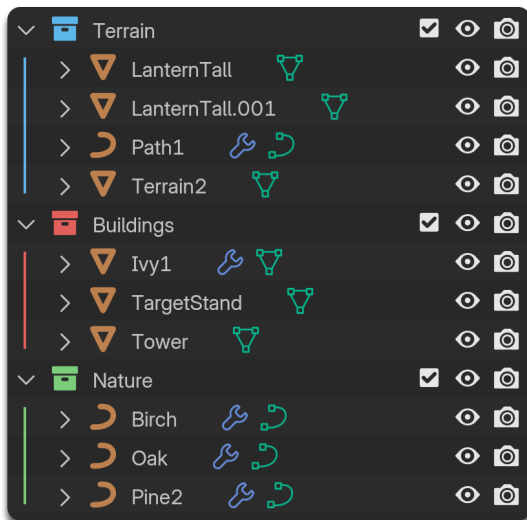 Terrain
LanternTall
LanternTall.001
Path1
Terrain2
Buildings
Ivy1
TargetStand
Tower
Nature
Birch
Oak
Pine2